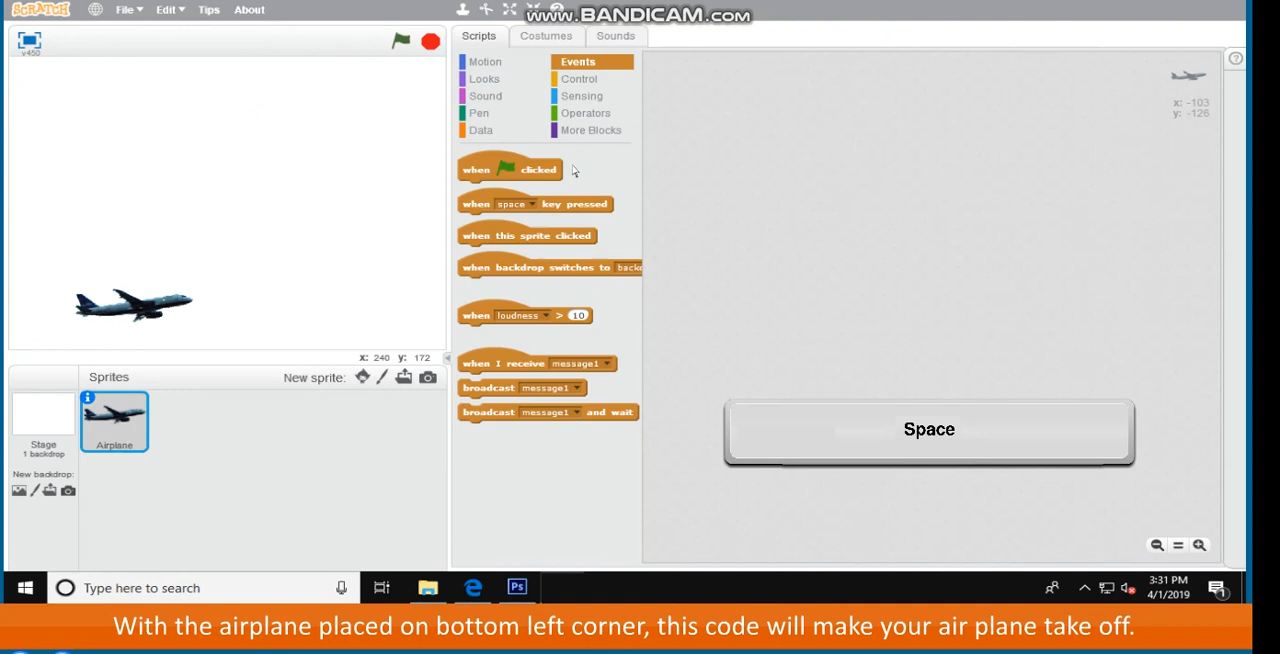 www.BANDICAM.com
SCRATCH File Edit Tips About
v450
Scripts Costumes Sounds
Motion Events
Looks Control
Sound Sensing
Pen Operators
Data More Blocks
x: -103
y: -126
when clicked
when space key pressed
when this sprite clicked
when backdrop switches to backd
when loudness > 10
when I receive message1
broadcast message1
broadcast message1 and wait
x: 240 y: 172
Sprites New sprite:
Airplane
Stage
1 backdrop
New backdrop:
Space
Type here to search
Ps
3:31 PM
4/1/2019
1
With the airplane placed on bottom left corner, this code will make your air plane take off.